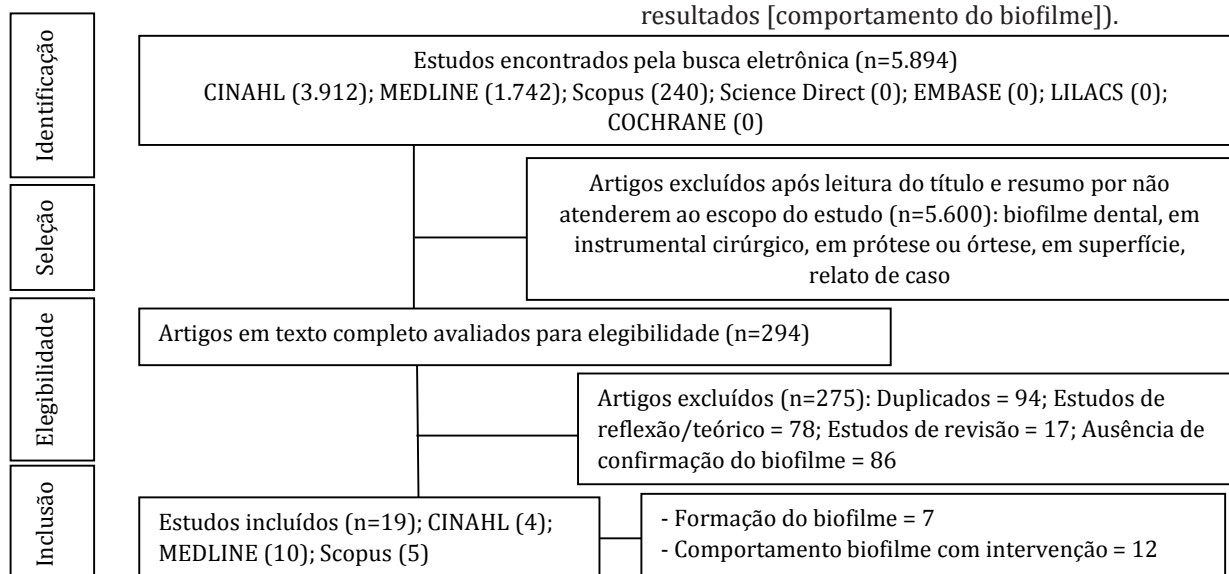 resultados [comportamento do biofilme]).
Identificação
Estudos encontrados pela busca eletrônica (n=5.894)
CINAHL (3.912); MEDLINE (1.742); Scopus (240); Science Direct (0); EMBASE (0); LILACS (0);
COCHRANE (0)
Seleção
Artigos excluídos após leitura do título e resumo por não
atenderem ao escopo do estudo (n=5.600): biofilme dental, em
instrumental cirúrgico, em prótese ou órtese, em superfície,
relato de caso
Elegibilidade
Artigos em texto completo avaliados para elegibilidade (n=294)
Artigos excluídos (n=275): Duplicados = 94; Estudos de
reflexão/teórico = 78; Estudos de revisão = 17; Ausência de
confirmação do biofilme = 86
Inclusão
Estudos incluídos (n=19); CINAHL (4);
MEDLINE (10); Scopus (5)
- Formação do biofilme = 7
- Comportamento biofilme com intervenção = 12